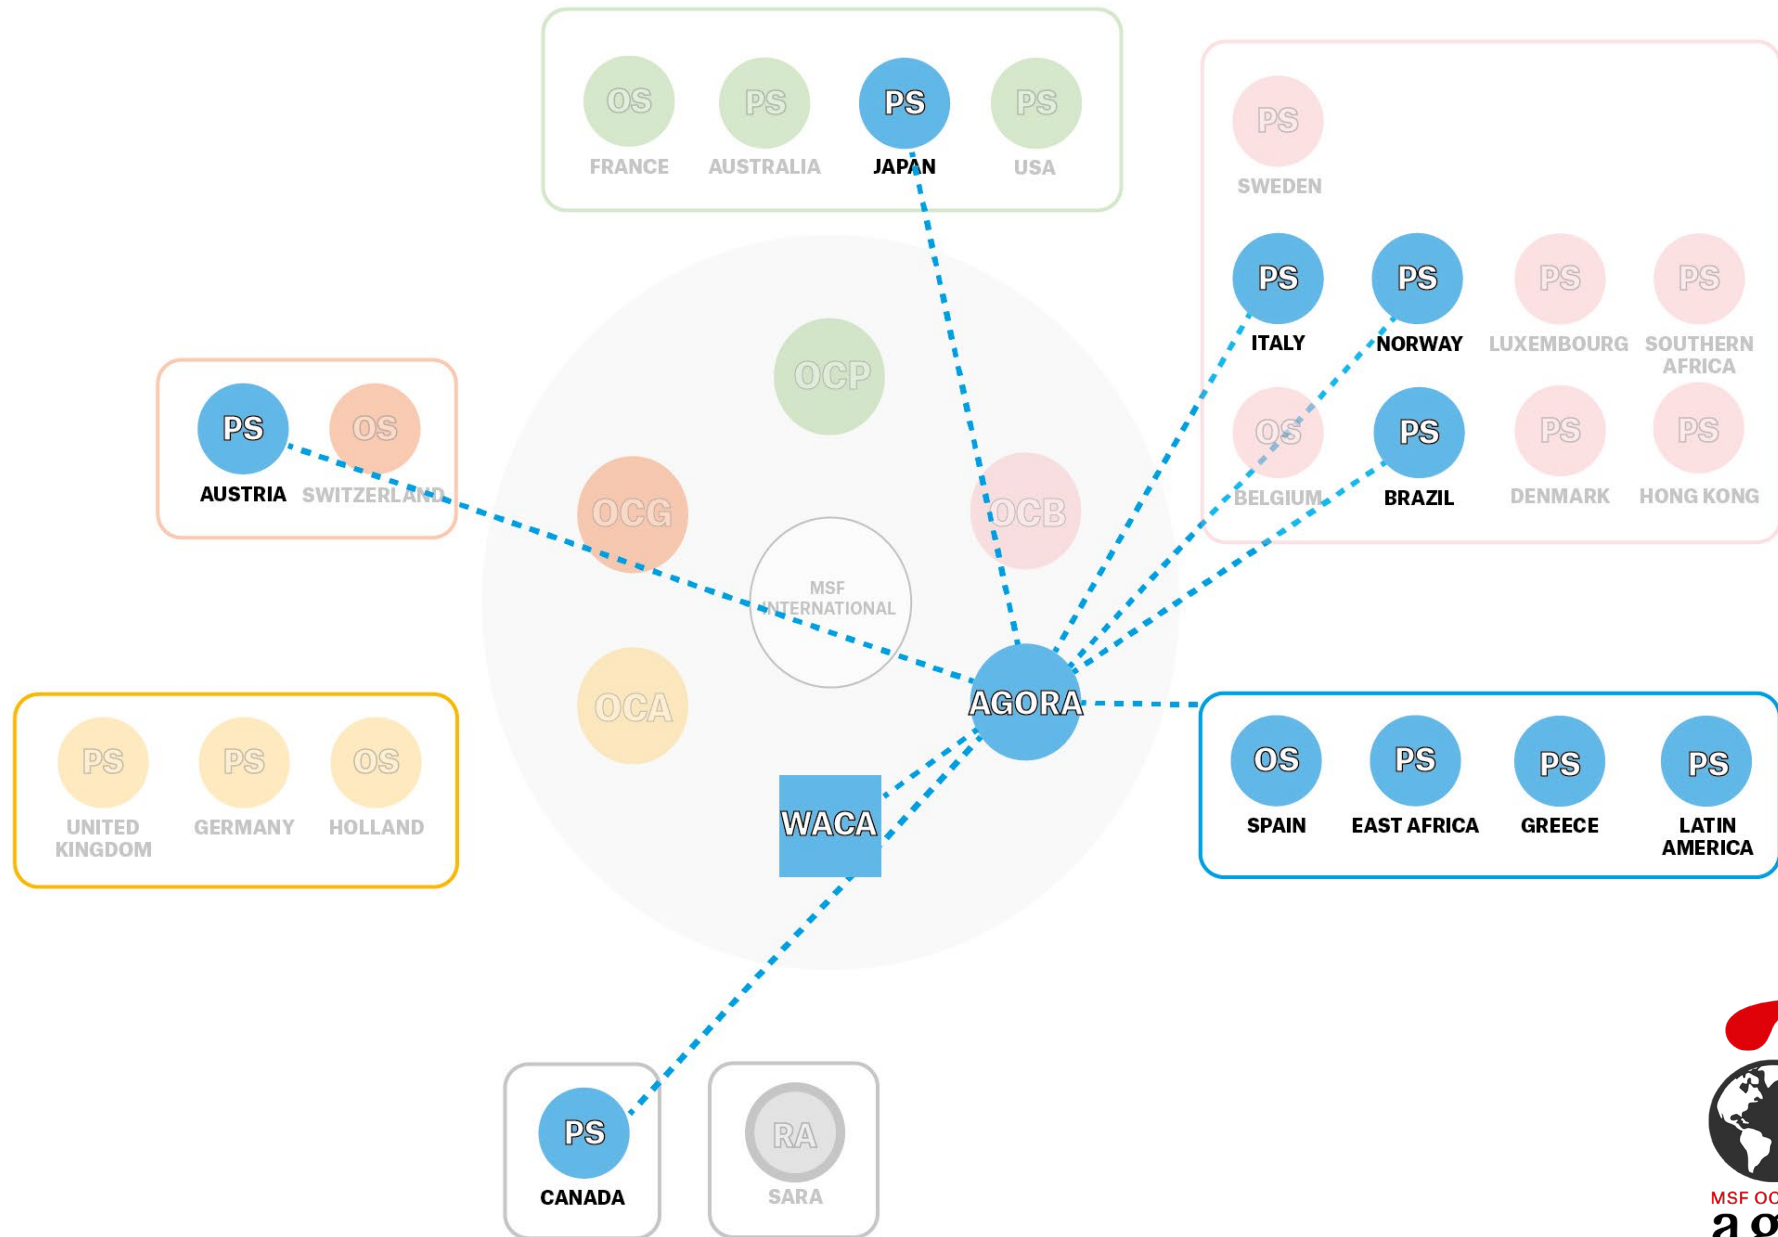 OS
PS
PS
PS
FRANCE
AUSTRALIA
JAPAN
USA
PS
SWEDEN
PS
PS
PS
PS
ITALY
NORWAY
LUXEMBOURG
SOUTHERN
AFRICA
OS
PS
PS
PS
BELGIUM
BRAZIL
DENMARK
HONG KONG
OCP
PS
OS
AUSTRIA
SWITZERLAND
OCG
OCB
MSF
INTERNATIONAL
OCA
AGORA
WACA
PS
PS
OS
UNITED
KINGDOM
GERMANY
HOLLAND
OS
PS
PS
PS
SPAIN
EAST AFRICA
GREECE
LATIN
AMERICA
PS
CANADA
RA
SARA
MSF OC
ag